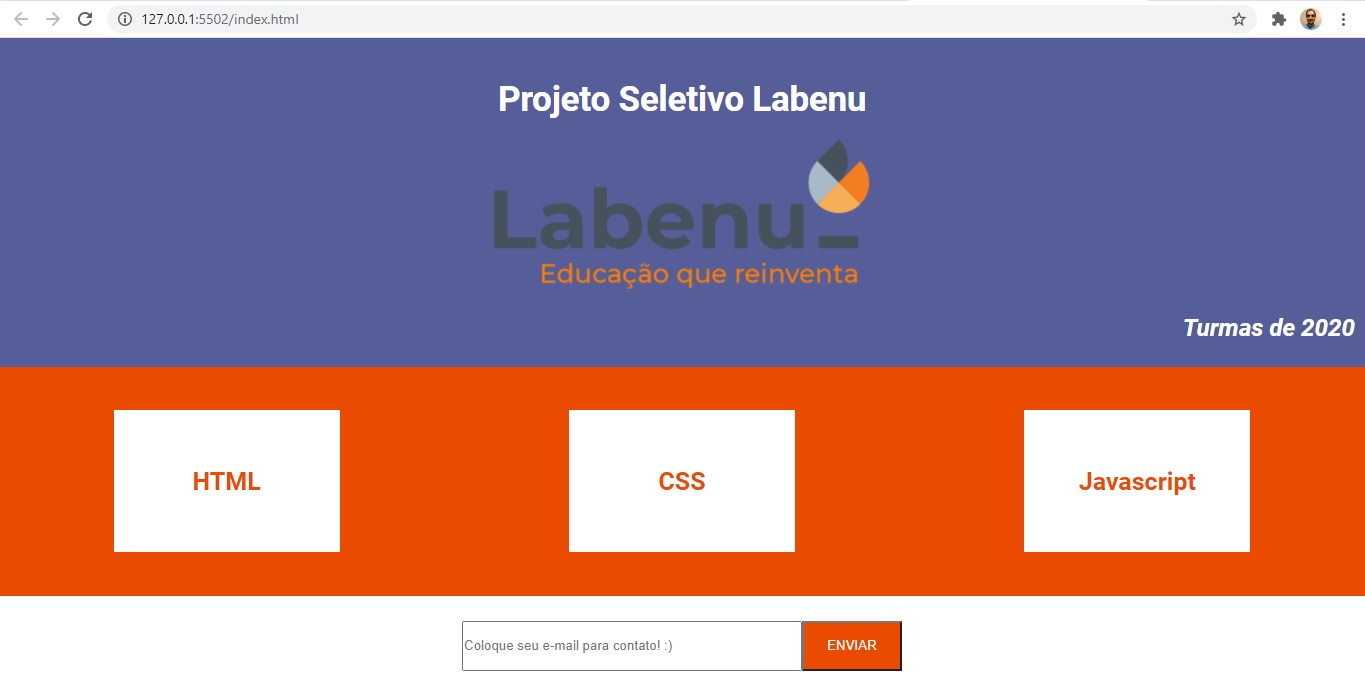 127.0.0.1:5502/index.html
Projeto Seletivo Labenu
Labenu_
Educação que reinventa
Turmas de 2020
HTML
CSS
Javascript
Coloque seu e-mail para contato! :)
ENVIAR